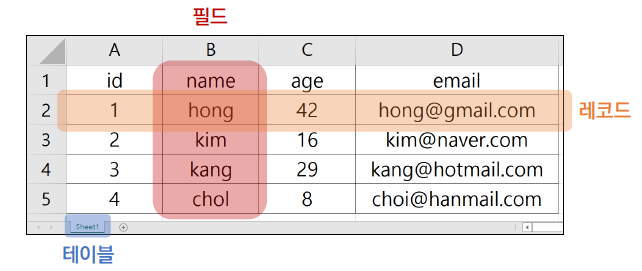 필드
A B C D
1 id name age email
2 1 hong 42 hong@gmail.com
레코드
3 2 kim 16 kim@naver.com
4 3 kang 29 kang@hotmail.com
5 4 chol 8 choi@hanmail.com
Sheet1
테이블